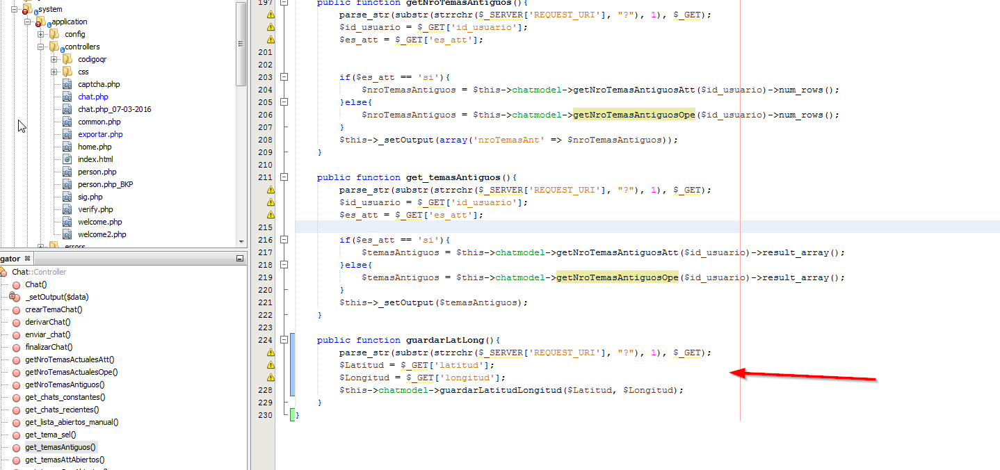 system
application
config
controllers
codigoqr
css
captcha.php
chat.php
chat.php_07-03-2016
common.php
exportar.php
home.php
index.html
person.php
person.php_BKP
sig.php
verify.php
welcome.php
welcome2.php
errors
gator
Chat::Controller
Chat()
_setOutput($data)
crearTemaChat()
derivarChat()
enviar_chat()
finalizarChat()
getNroTemasActualesAtt()
getNroTemasActualesOpe()
getNroTemasAntiguos()
get_chats_constantes()
get_chats_recientes()
get_lista_abiertos_manual()
get_tema_sel()
get_temasAntiguos()
get_temasAttAbiertos()
197 public function getNroTemasAntiguos(){
parse_str(substr(strrchr($_SERVER['REQUEST_URI'], "?"), 1), $_GET);
$id_usuario = $_GET['id_usuario'];
$es_att = $_GET['es_att'];
201
202
203 if($es_att == 'si'){
204 $nroTemasAntiguos = $this->chatmodel->getNroTemasAntiguosAtt($id_usuario)->num_rows();
205 }else{
206 $nroTemasAntiguos = $this->chatmodel->getNroTemasAntiguosOpe($id_usuario)->num_rows();
207 }
208 $this->_setOutput(array('nroTemasAnt' => $nroTemasAntiguos));
209 }
210
211 public function get_temasAntiguos(){
parse_str(substr(strrchr($_SERVER['REQUEST_URI'], "?"), 1), $_GET);
$id_usuario = $_GET['id_usuario'];
$es_att = $_GET['es_att'];
215
216 if($es_att == 'si'){
217 $temasAntiguos = $this->chatmodel->getNroTemasAntiguosAtt($id_usuario)->result_array();
218 }else{
219 $temasAntiguos = $this->chatmodel->getNroTemasAntiguosOpe($id_usuario)->result_array();
220 }
221 $this->_setOutput($temasAntiguos);
222 }
223
224 public function guardarLatLong(){
parse_str(substr(strrchr($_SERVER['REQUEST_URI'], "?"), 1), $_GET);
$Latitud = $_GET['latitud'];
$Longitud = $_GET['longitud'];
228 $this->chatmodel->guardarLatitudLongitud($Latitud, $Longitud);
229 }
230 }